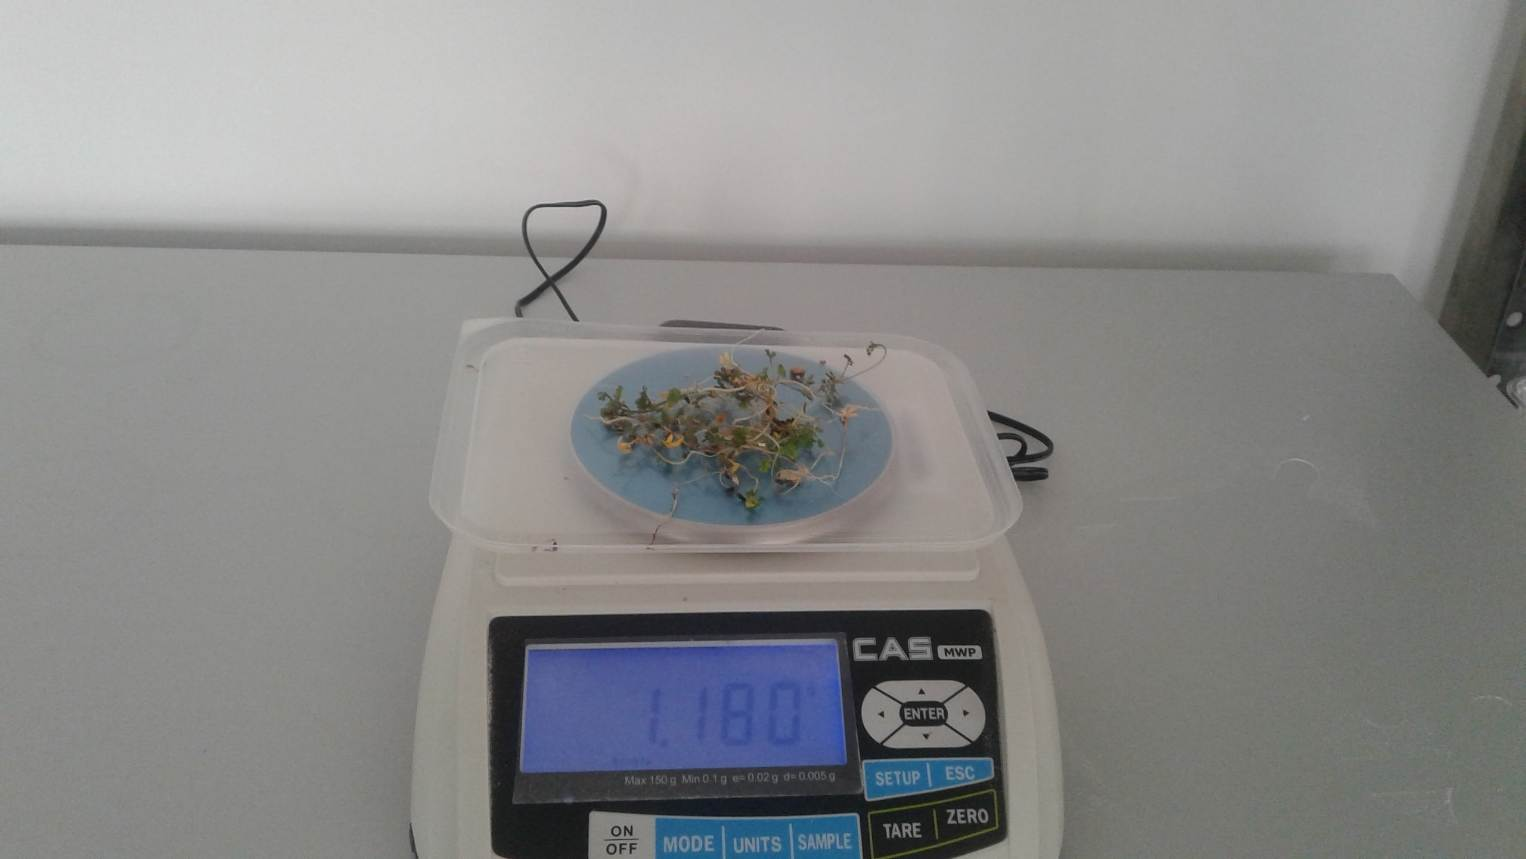 CAS MWP
1.180
ENTER
Max 150 g Min 0.1 g e= 0.02 g d= 0.005 g
SETUP ESC
TARE ZERO
ON
OFF
MODE UNITS SAMPLE